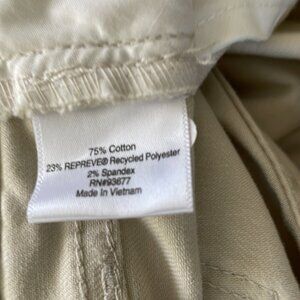 75% Cotton
23% REPREVE® Recycled Polyester
2% Spandex
RN#93677
Made In Vietnam